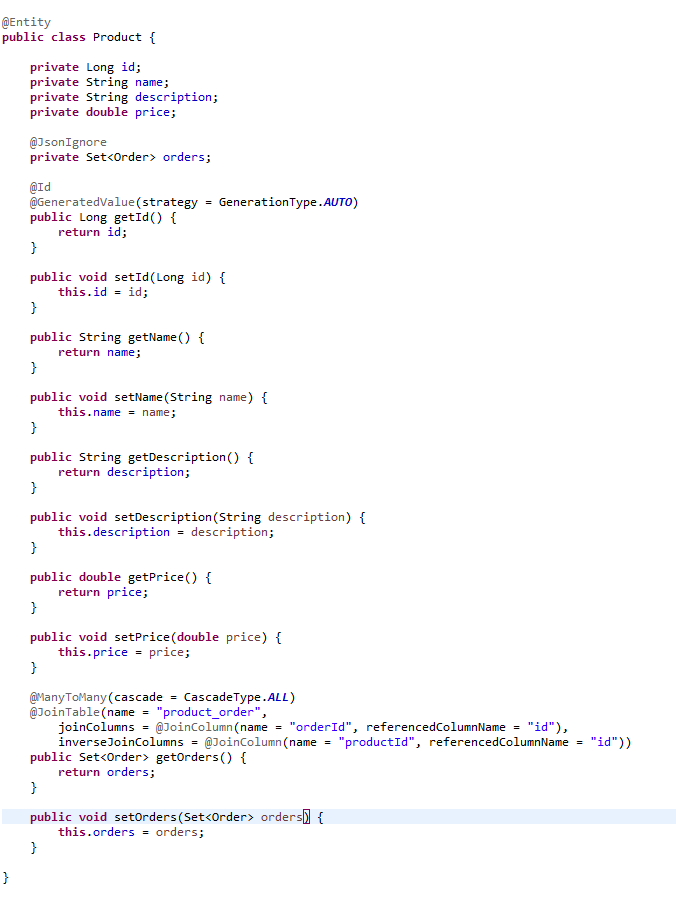 @Entity
public class Product {
private Long id;
private String name;
private String description;
private double price;
@JsonIgnore
private Set<Order> orders;
@Id
@GeneratedValue(strategy = GenerationType.AUTO)
public Long getId() {
return id;
}
public void setId(Long id) {
this.id = id;
}
public String getName() {
return name;
}
public void setName(String name) {
this.name = name;
}
public String getDescription() {
return description;
}
public void setDescription(String description) {
this.description = description;
}
public double getPrice() {
return price;
}
public void setPrice(double price) {
this.price = price;
}
@ManyToMany(cascade = CascadeType.ALL)
@JoinTable(name = "product_order",
joinColumns = @JoinColumn(name = "orderId", referencedColumnName = "id"),
inverseJoinColumns = @JoinColumn(name = "productId", referencedColumnName = "id"))
public Set<Order> getOrders() {
return orders;
}
public void setOrders(Set<Order> orders) {
this.orders = orders;
}
}